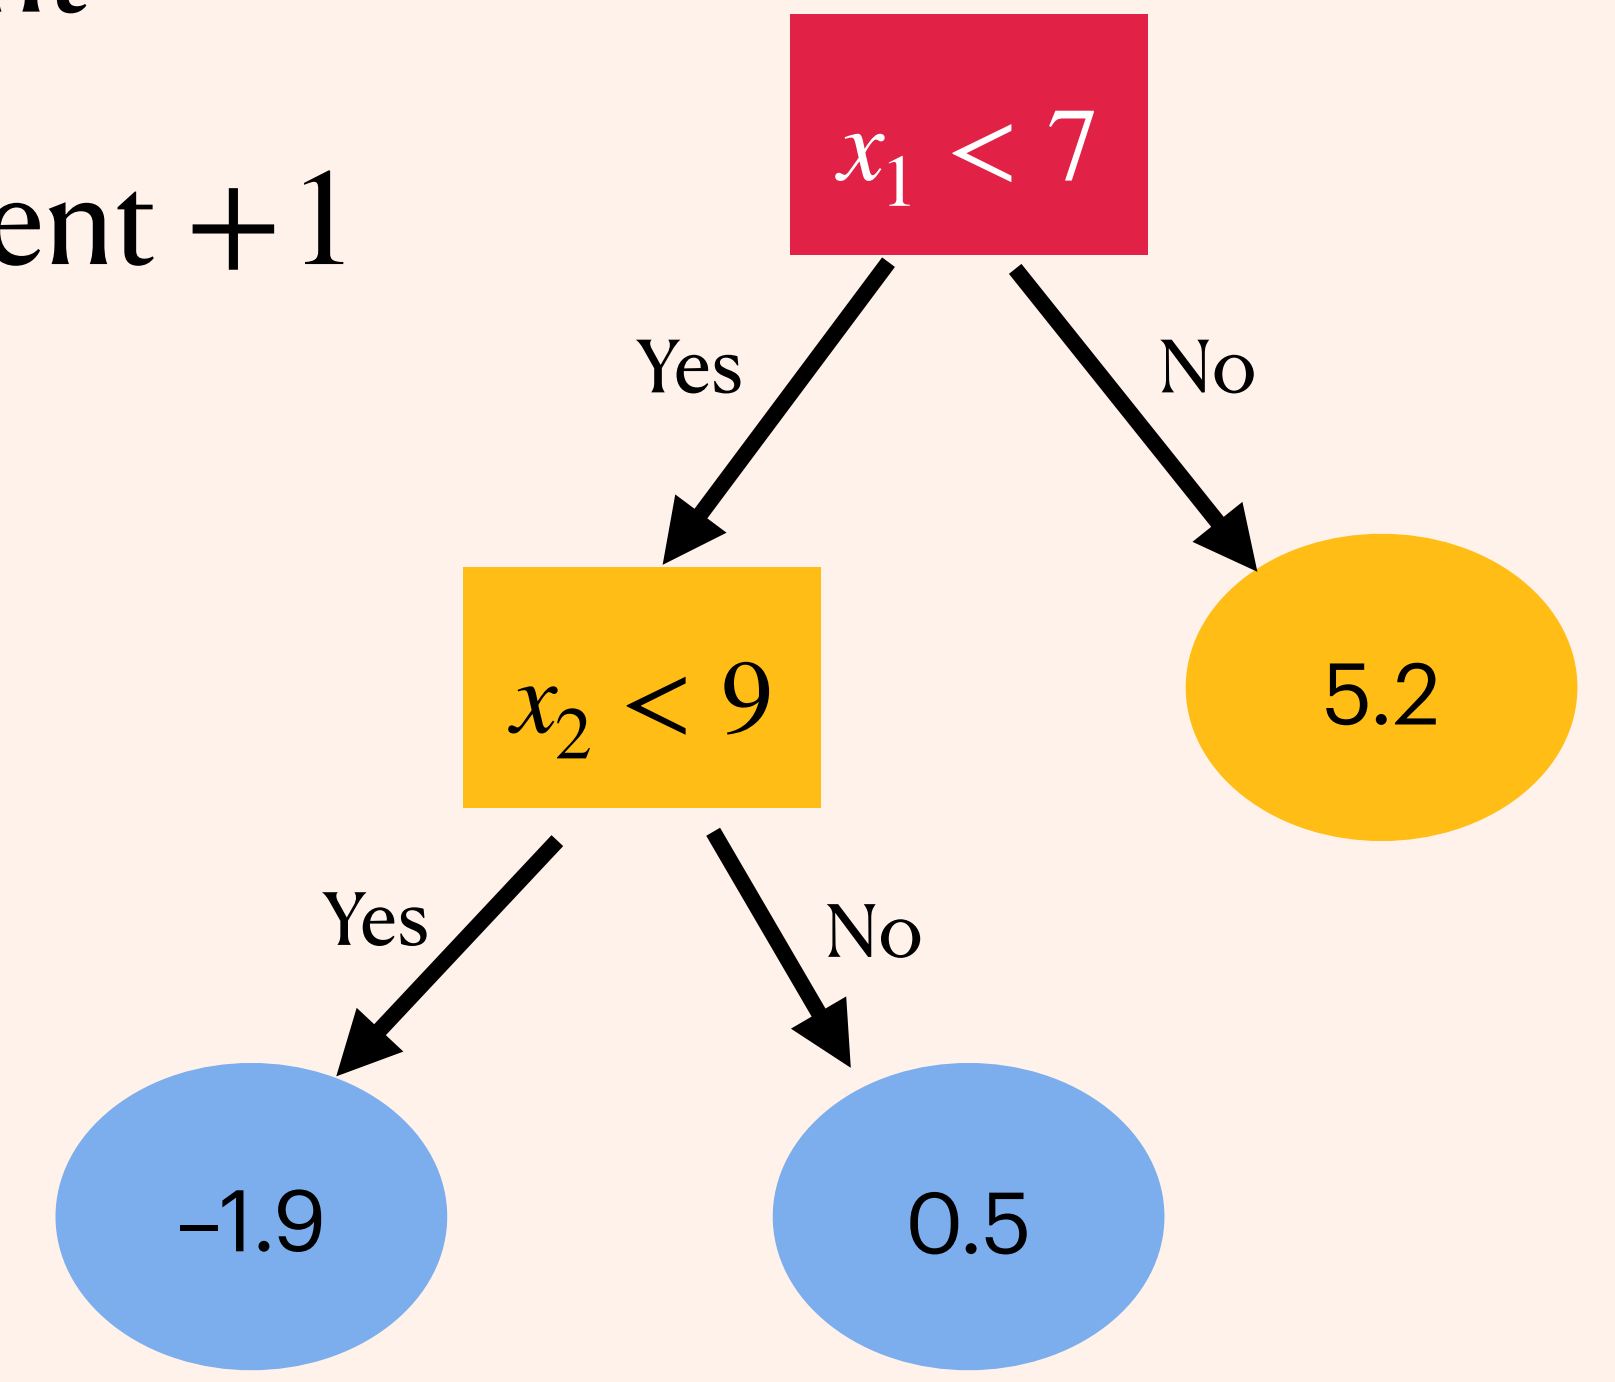 x₁ < 7
ent +1
Yes
No
x₂ < 9
5.2
Yes
No
–1.9
0.5